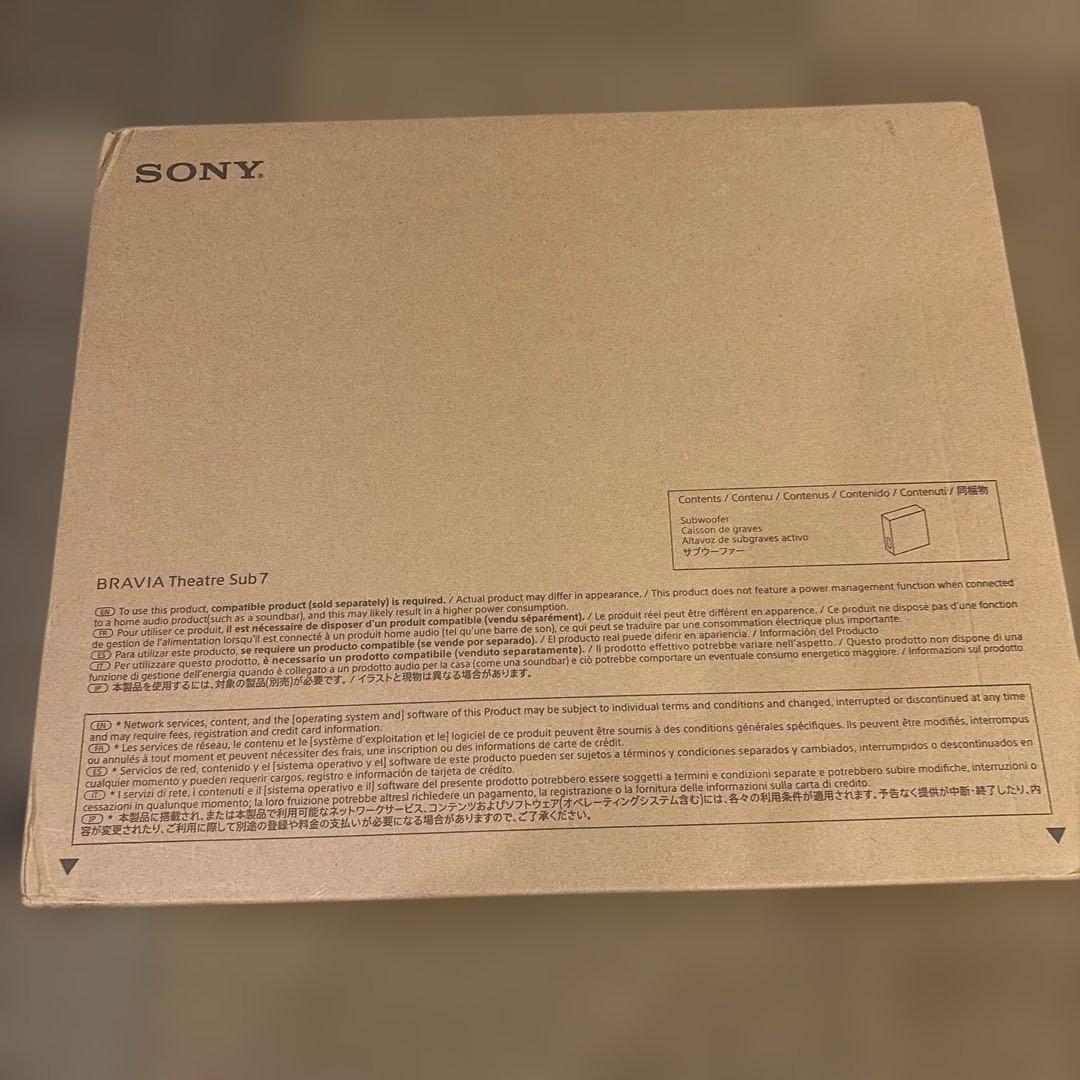 SONY®
Contents / Contenu / Contenus / Contenido / Contenuti / 同梱物
Subwoofer
Caisson de graves
Altavoz de subgraves activo
サブウーファー
BRAVIA Theatre Sub 7
EN To use this product, compatible product (sold separately) is required. / Actual product may differ in appearance. / This product does not feature a power management function when connected
to a home audio product(such as a soundbar), and this may likely result in a higher power consumption.
FR Pour utiliser ce produit, il est nécessaire de disposer d'un produit compatible (vendu séparément). / Le produit réel peut être différent en apparence. / Ce produit ne dispose pas d'une fonction
de gestion de l'alimentation lorsqu'il est connecté à un produit home audio (tel qu'une barre de son), ce qui peut se traduire par une consommation électrique plus importante.
ES Para utilizar este producto, se requiere un producto compatible (se vende por separado). / El producto real puede diferir en apariencia. / Información del Producto
IT Per utilizzare questo prodotto, è necessario un prodotto compatibile (venduto separatamente). / Il prodotto effettivo potrebbe variare nell'aspetto. / Questo prodotto non dispone di una
funzione di gestione dell'energia quando è collegato a un prodotto audio per la casa (come una soundbar) e ciò potrebbe comportare un eventuale consumo energetico maggiore. / Informazioni sul prodotto
JP 本製品を使用するには、対象の製品(別売)が必要です。 / イラストと現物は異なる場合があります。
EN * Network services, content, and the [operating system and] software of this Product may be subject to individual terms and conditions and changed, interrupted or discontinued at any time
and may require fees, registration and credit card information.
FR * Les services de réseau, le contenu et le [système d'exploitation et le] logiciel de ce produit peuvent être soumis à des conditions générales spécifiques. Ils peuvent être modifiés, interrompus
ou annulés à tout moment et peuvent nécessiter des frais, une inscription ou des informations de carte de crédit.
ES * Servicios de red, contenido y el [sistema operativo y el] software de este producto pueden ser sujetos a términos y condiciones separados y cambiados, interrumpidos o descontinuados en
cualquier momento y pueden requerir cargos, registro e información de tarjeta de crédito.
IT * I servizi di rete, i contenuti e il [sistema operativo e il] software del presente prodotto potrebbero essere soggetti a termini e condizioni separate e potrebbero subire modifiche, interruzioni o
cessazioni in qualunque momento; la loro fruizione potrebbe altresì richiedere un pagamento, la registrazione o la fornitura delle informazioni sulla carta di credito.
JP * 本製品に搭載され、または本製品で利用可能なネットワークサービス、コンテンツおよびソフトウェア[オペレーティングシステム含む]には、各々の利用条件が適用されます。予告なく提供が中断・終了したり、内
容が変更されたり、ご利用に際して別途の登録や料金の支払いが必要になる場合がありますので、ご了承ください。